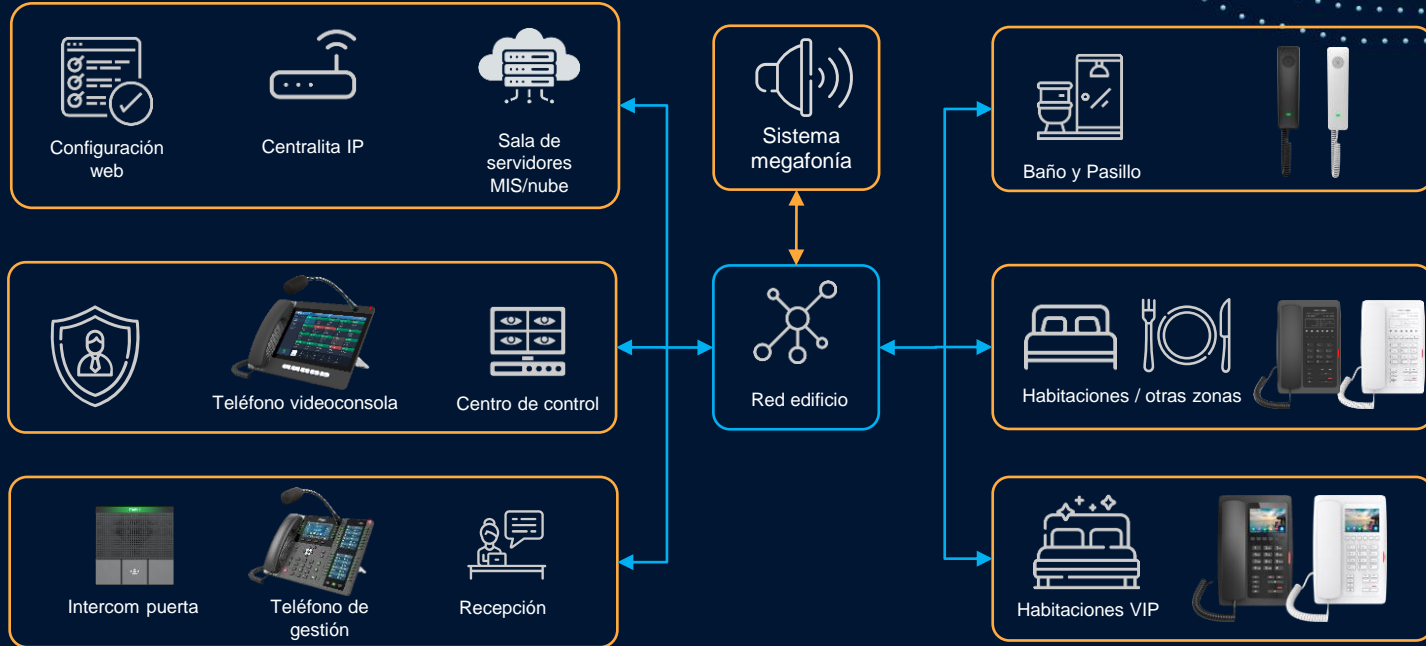 Configuración
web
Centralita IP
Sala de
servidores
MIS/nube
Sistema
megafonía
Baño y Pasillo
Teléfono videoconsola
Centro de control
Red edificio
Habitaciones / otras zonas
Intercom puerta
Teléfono de
gestión
Recepción
Habitaciones VIP